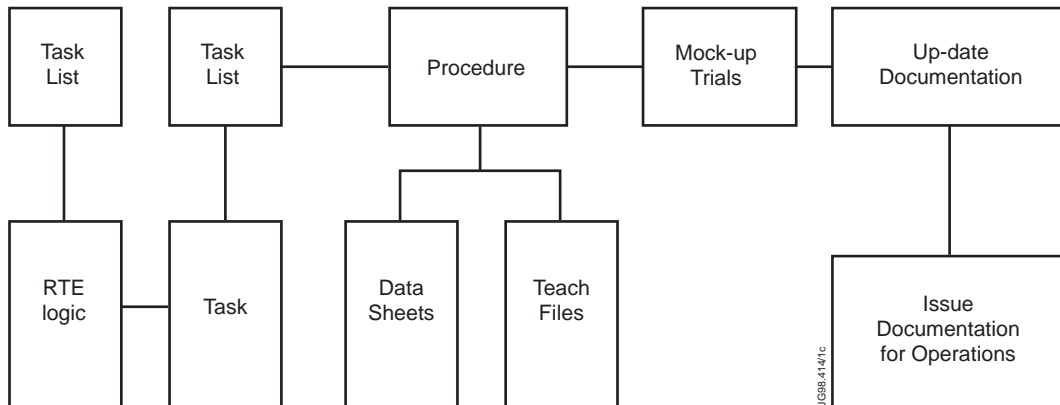 Task
List
Task
List
Procedure
Mock-up
Trials
Up-date
Documentation
RTE
logic
Task
Data
Sheets
Teach
Files
Issue
Documentation
for Operations
JG98.414/1c